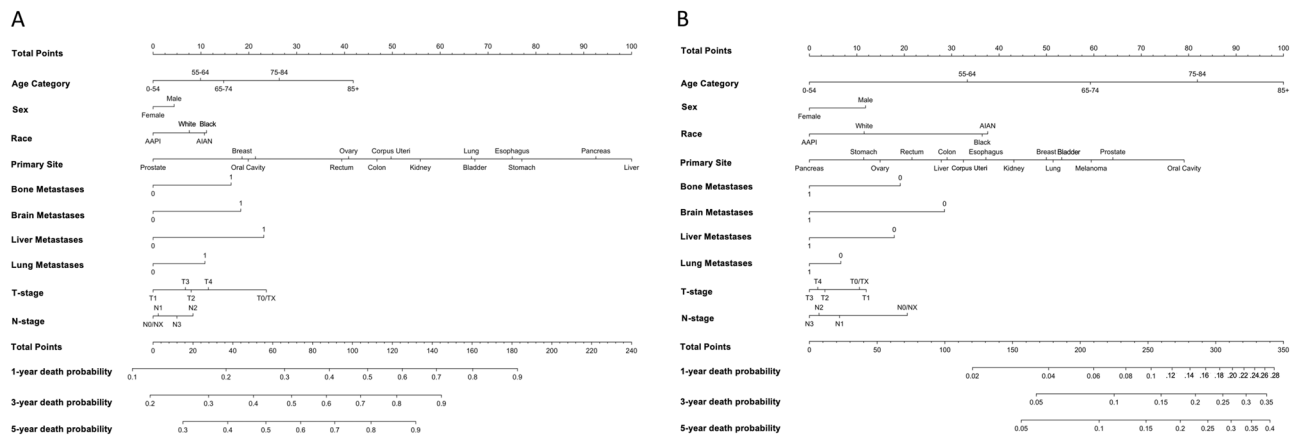 A
Total Points
0 10 20 30 40 50 60 70 80 90 100
55-64 75-84
Age Category
0-54 65-74 85+
Male
Sex
Female
White Black
Race
AAPI AIAN
Breast Ovary Corpus Uteri Lung Esophagus Pancreas
Primary Site
Prostate Oral Cavity Rectum Colon Kidney Bladder Stomach Liver
1
Bone Metastases
0
1
Brain Metastases
0
1
Liver Metastases
0
1
Lung Metastases
0
T3 T4
T-stage
T1 T2 T0/TX
N1 N2
N-stage
N0/NX N3
Total Points
0 20 40 60 80 100 120 140 160 180 200 220 240
1-year death probability
0.1 0.2 0.3 0.4 0.5 0.6 0.7 0.8 0.9
3-year death probability
0.2 0.3 0.4 0.5 0.6 0.7 0.8 0.9
5-year death probability
0.3 0.4 0.5 0.6 0.7 0.8 0.9
B
Total Points
0 10 20 30 40 50 60 70 80 90 100
55-64 75-84
Age Category
0-54 65-74 85+
Male
Sex
Female
White AIAN
Race
AAPI Black
Stomach Rectum Colon Esophagus Breast Bladder Prostate
Primary Site
Pancreas Ovary Liver Corpus Uteri Kidney Lung Melanoma Oral Cavity
0
Bone Metastases
1
0
Brain Metastases
1
0
Liver Metastases
1
0
Lung Metastases
1
T4 T0/TX
T-stage
T3 T2 T1
N2 N0/NX
N-stage
N3 N1
Total Points
0 50 100 150 200 250 300 350
1-year death probability
0.02 0.04 0.06 0.08 0.1 .12 .14 .16 .18 .20 .22 .24 .26 .28
3-year death probability
0.05 0.1 0.15 0.2 0.25 0.3 0.35
5-year death probability
0.05 0.1 0.15 0.2 0.25 0.3 0.35 0.4